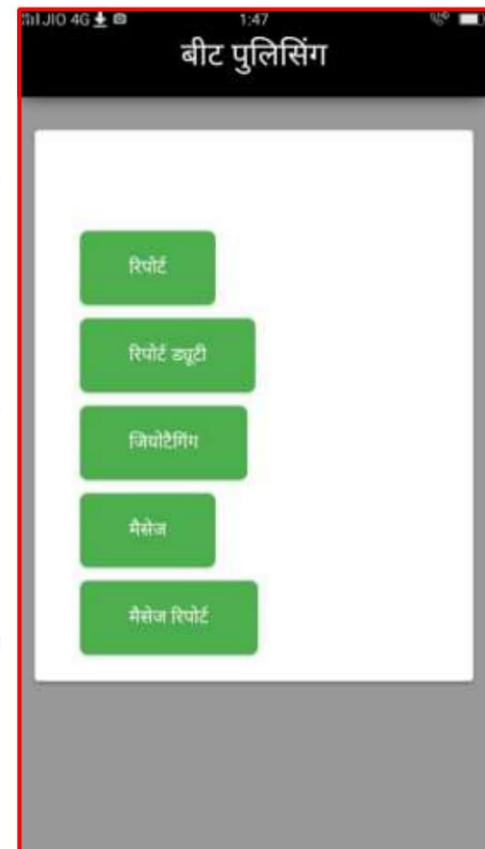 JIO 4G 1:47
बीट पुलिसिंग
रिपोर्ट
रिपोर्ट ड्यूटी
जियोटैगिंग
मैसेज
मैसेज रिपोर्ट